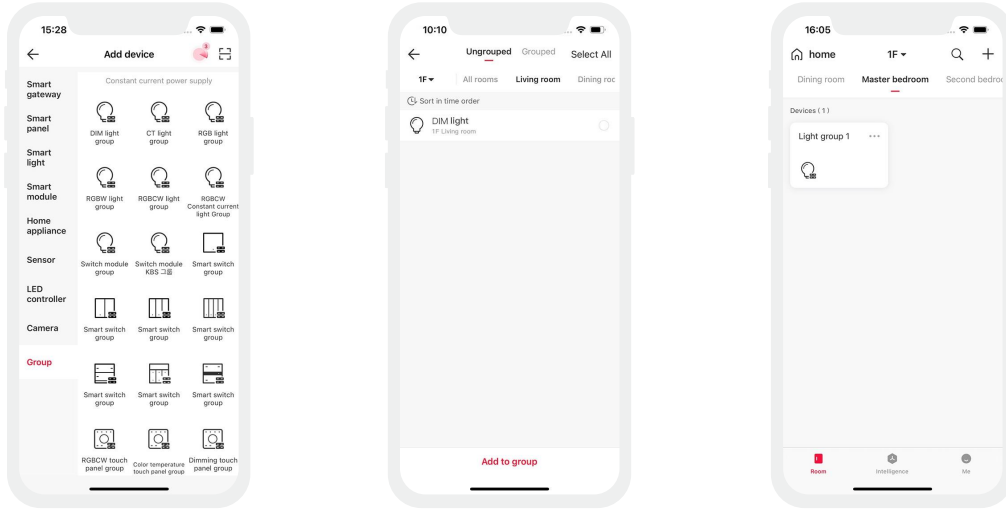 15:28
Add device
3
Smart
gateway
Smart
panel
Smart
light
Smart
module
Home
appliance
Sensor
LED
controller
Camera
Group
Constant current power
supply
DIM light
group
CT light
group
RGB light
group
RGBW light
group
RGBCW light
group
RGBCW
Constant current
light Group
Switch module
group
Switch module
KBS 그룹
Smart switch
group
Smart switch
group
Smart switch
group
Smart switch
group
Smart switch
group
Smart switch
group
Smart switch
group
RGBCW touch
panel group
Color temperature
touch panel group
Dimming touch
panel group
10:10
Ungrouped Grouped Select All
1F All rooms Living room Dining roo
Sort in time order
DIM light
1F Living room
Add to group
16:05
home 1F
Dining room Master bedroom Second bedroo
Devices ( 1 )
Light group 1
Room Intelligence Me